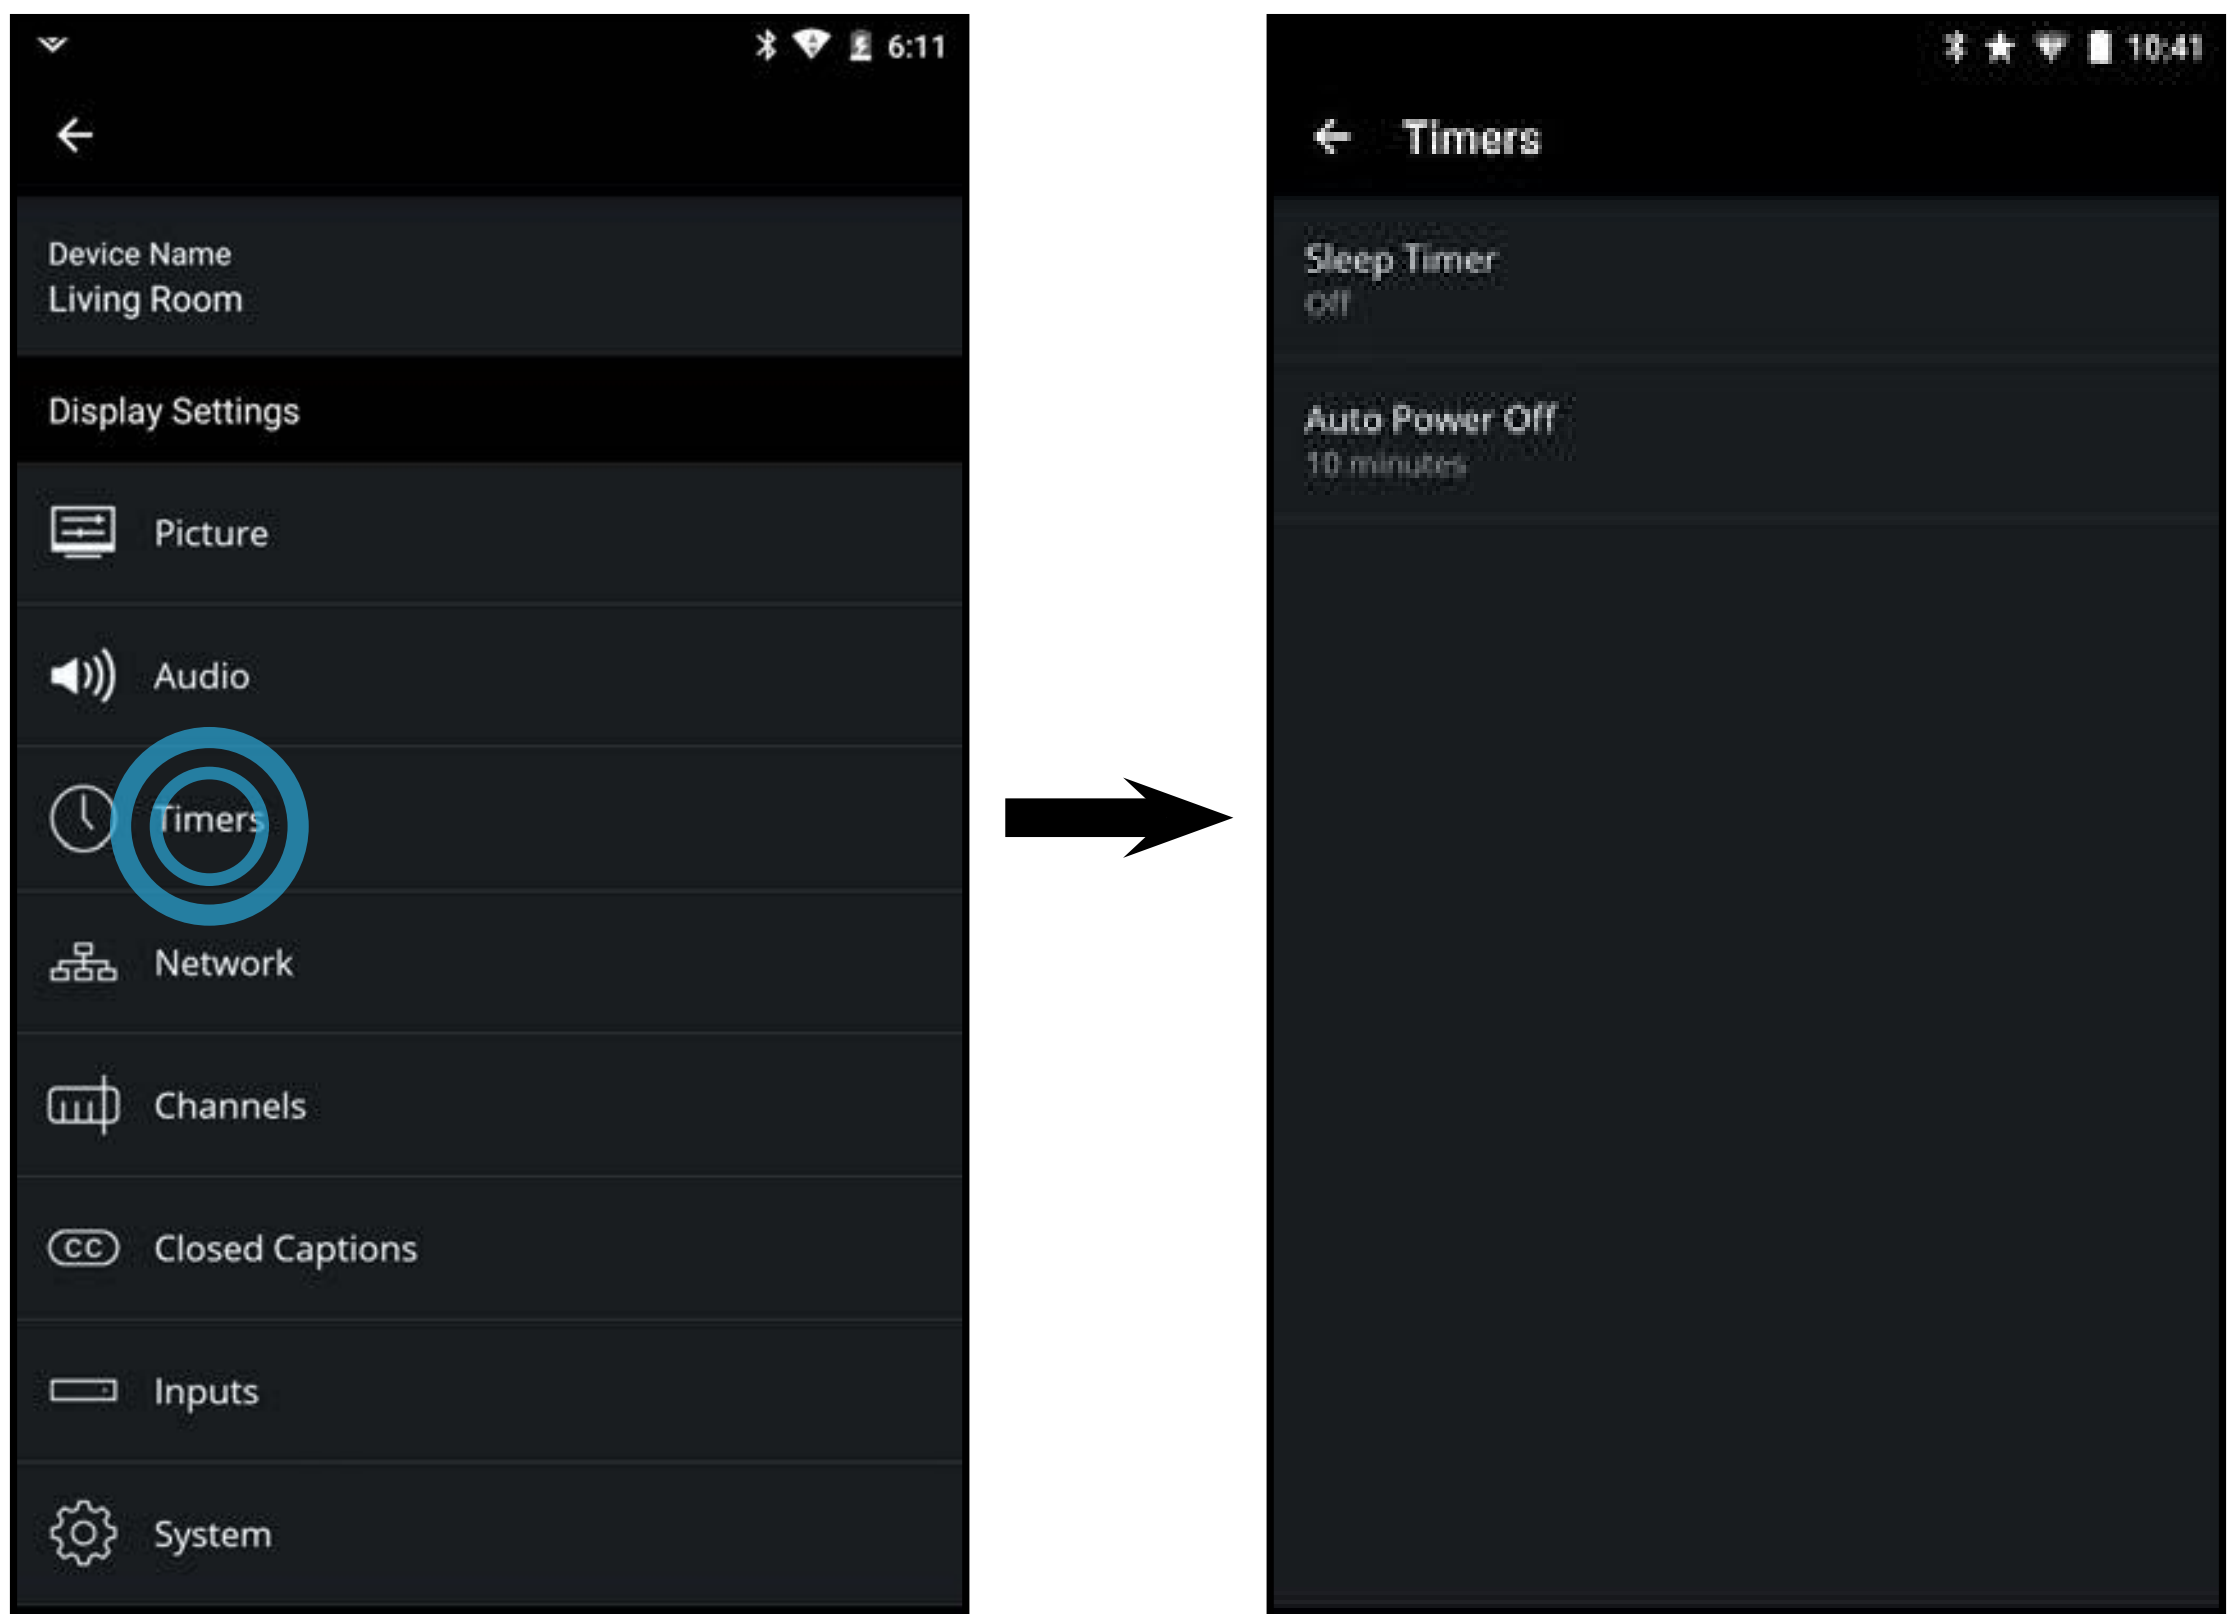 6:11
Device Name
Living Room
Display Settings
Picture
Audio
Timers
Network
Channels
CC Closed Captions
Inputs
System
10:41
Timers
Sleep Timer
Off
Auto Power Off
10 minutes